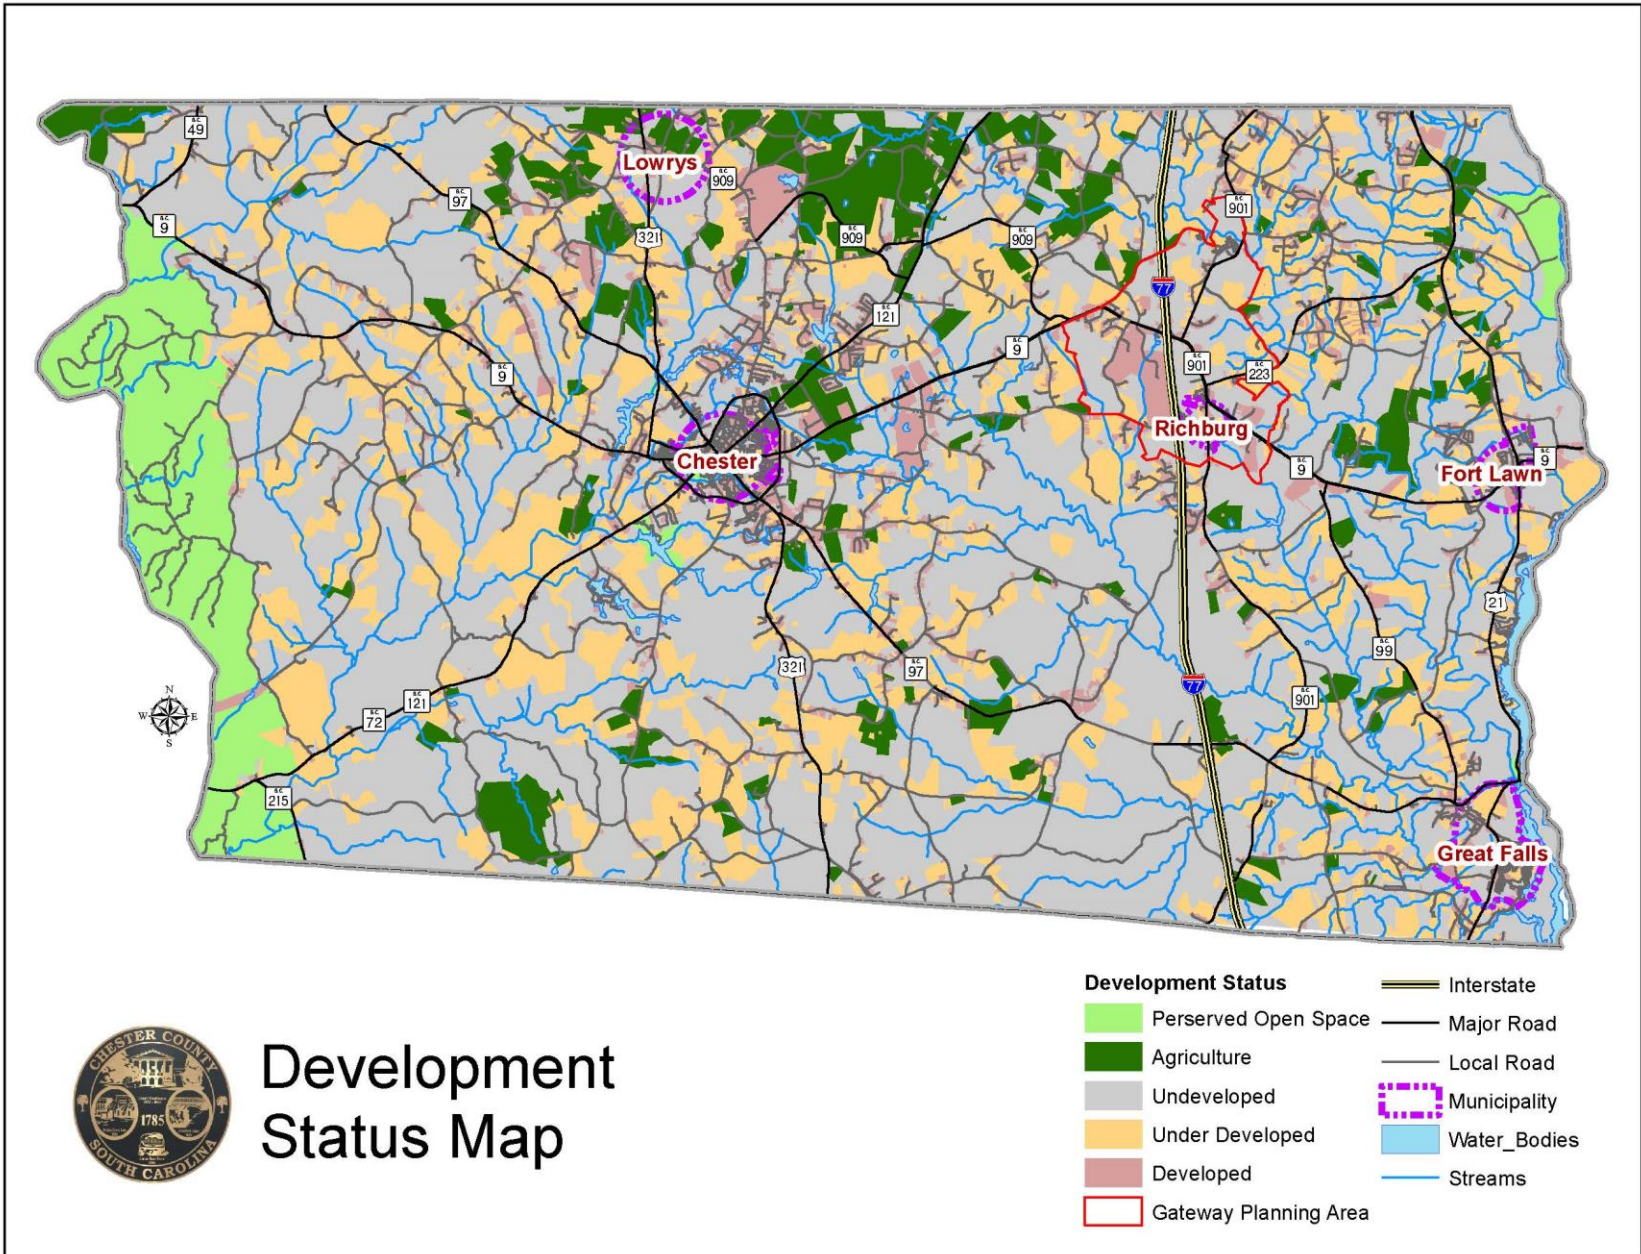 49
Lowrys
S.C.
909
S.C.
97
S.C.
901
S.C.
9
321
S.C.
909
S.C.
909
77
S.C.
121
S.C.
9
S.C.
901
S.C.
223
S.C.
9
Richburg
Chester
S.C.
9
Fort Lawn
S.C.
9
21
S.C.
99
321
S.C.
97
77
S.C.
901
S.C.
121
S.C.
72
S.C.
215
N
W
E
S
Great Falls
Development Status
Perserved Open Space
Agriculture
Undeveloped
Under Developed
Developed
Gateway Planning Area
Interstate
Major Road
Local Road
Municipality
Water_Bodies
Streams
CHESTER COUNTY
1785
SOUTH CAROLINA
Development
Status Map